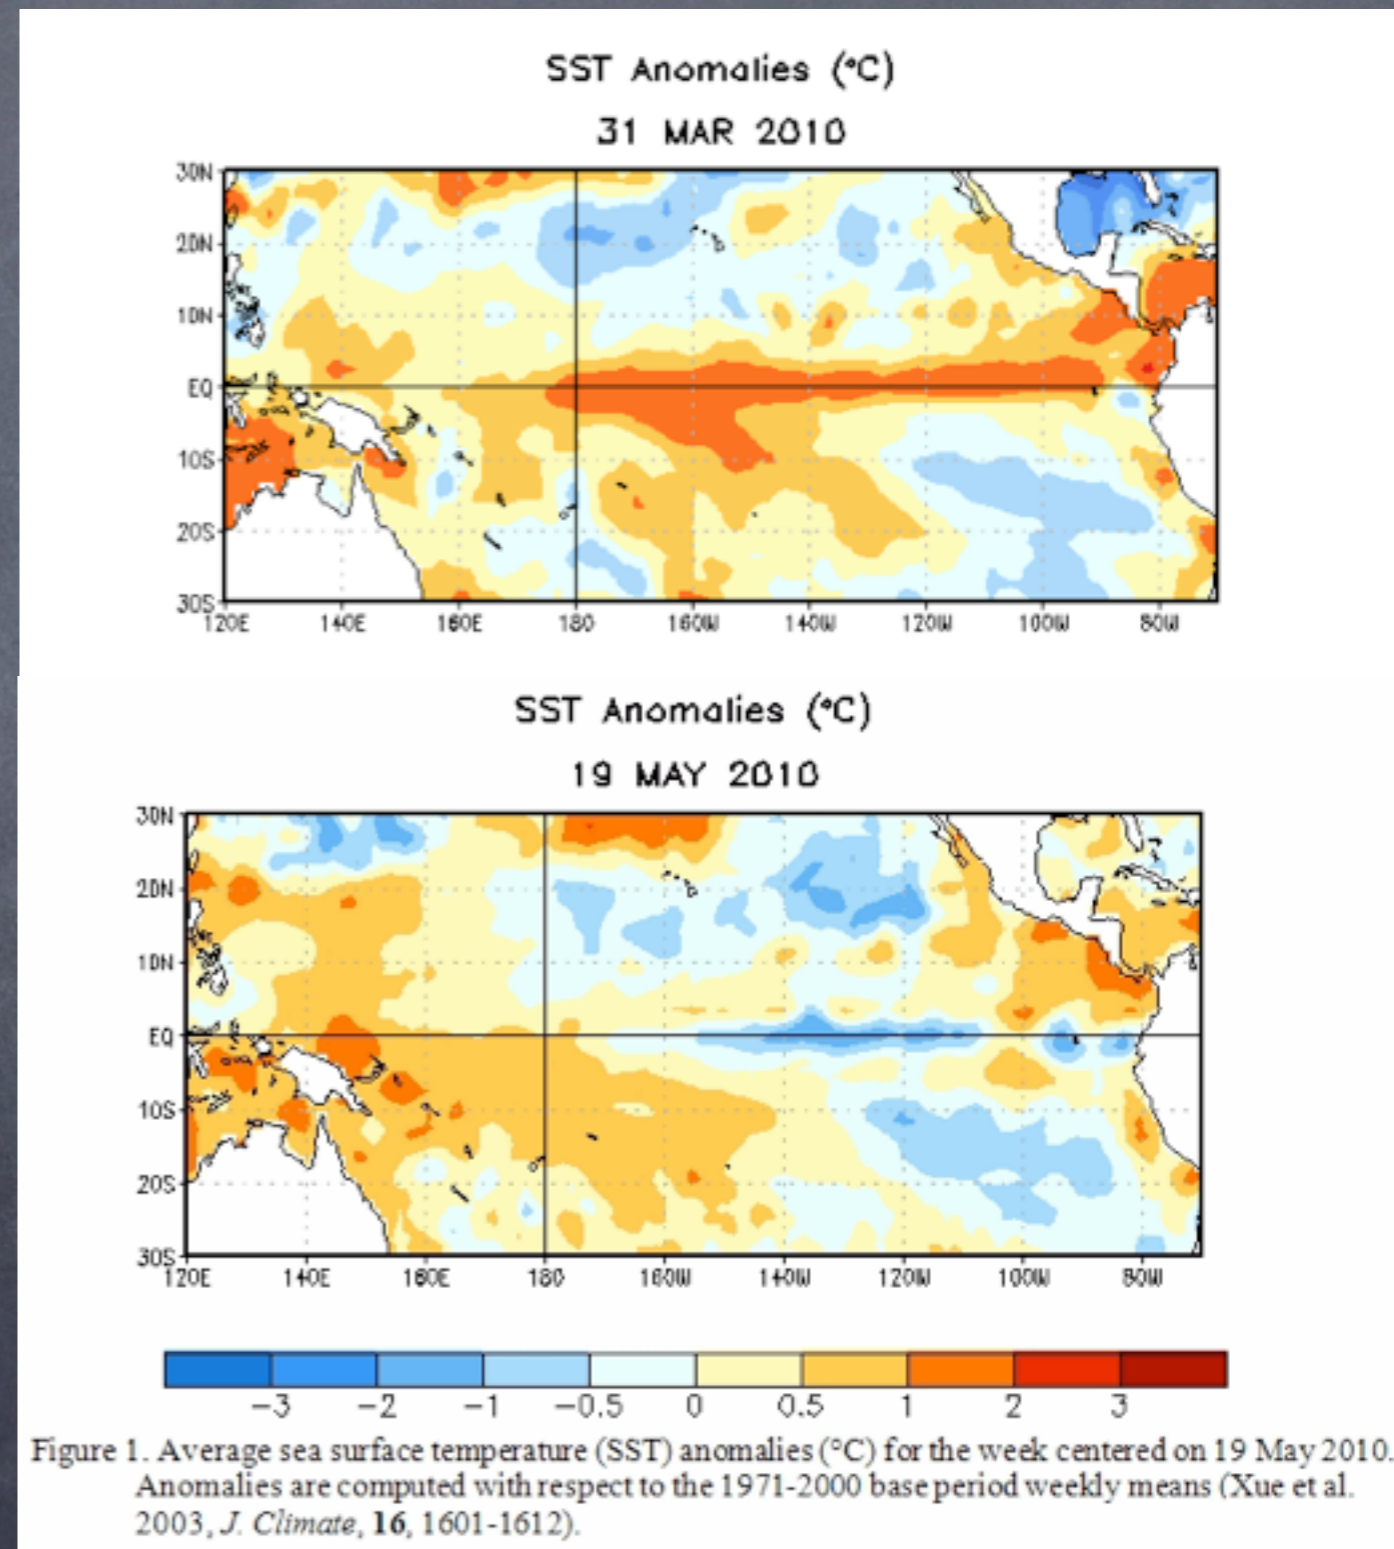 SST Anomalies (°C)
31 MAR 2010
30N
20N
10N
EQ
10S
20S
30S
120E 140E 160E 180 160W 140W 120W 100W 80W
SST Anomalies (°C)
19 MAY 2010
30N
20N
10N
EQ
10S
20S
30S
120E 140E 160E 180 160W 140W 120W 100W 80W
−3 −2 −1 −0.5 0 0.5 1 2 3
Figure 1. Average sea surface temperature (SST) anomalies (°C) for the week centered on 19 May 2010.
Anomalies are computed with respect to the 1971-2000 base period weekly means (Xue et al.
2003, J. Climate, 16, 1601-1612).